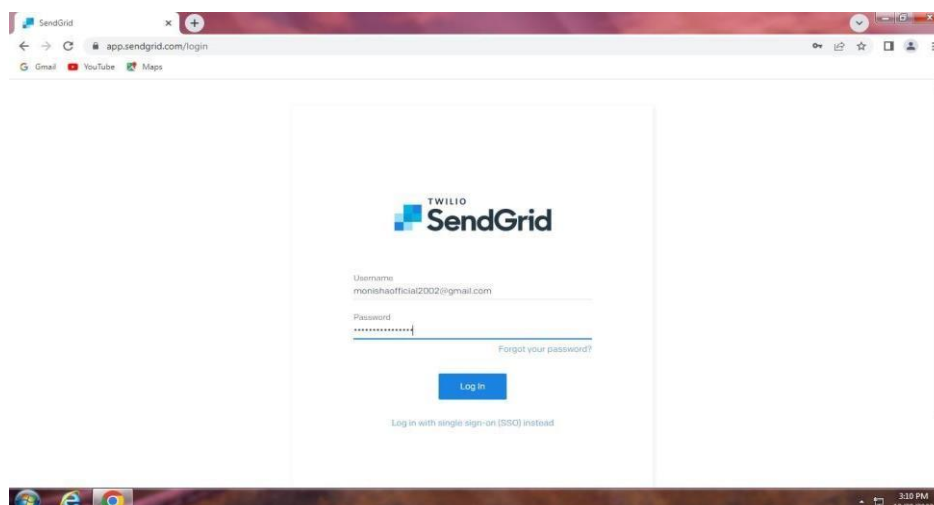 SendGrid
app.sendgrid.com/login
Gmail YouTube Maps
TWILIO
SendGrid
Username
monishaofficial2002@gmail.com
Password
Forgot your password?
Log In
Log in with single sign-on (SSO) instead
3:10 PM